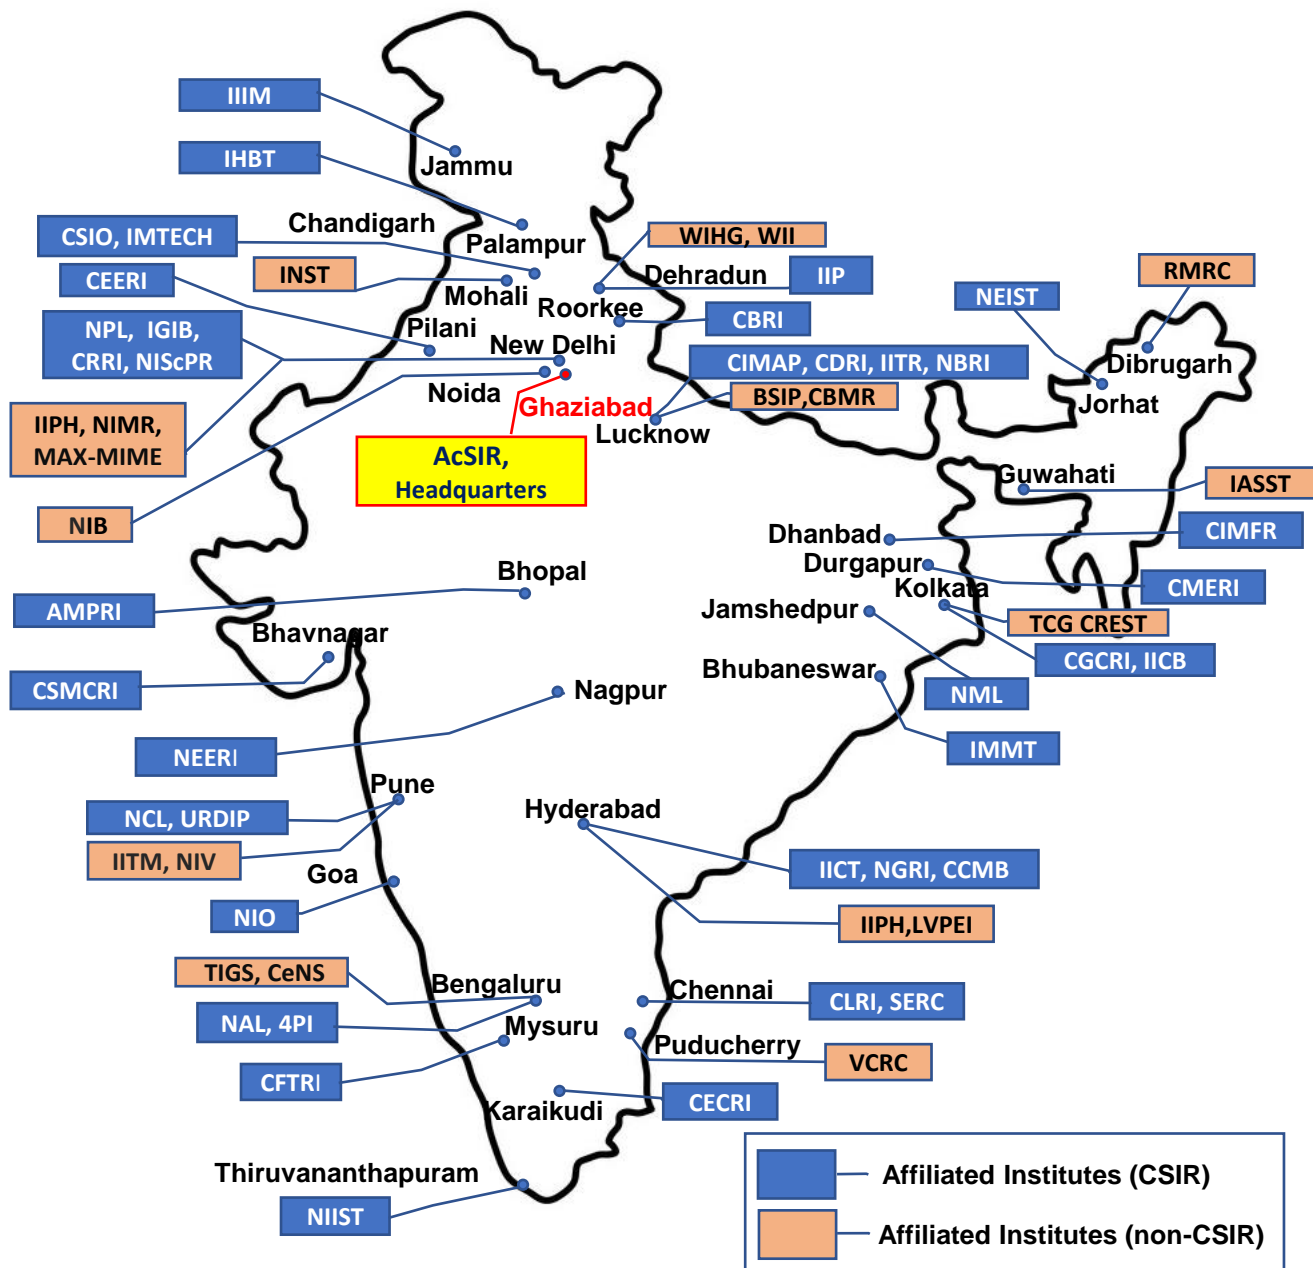 IIIM
Jammu
IHBT
Chandigarh
Palampur
CSIO, IMTECH
WIHG, WII
INST
Mohali
Dehradun
IIP
RMRC
CEERI
Roorkee
NEIST
CBRI
Pilani
New Delhi
NPL, IGIB,
CRRI, NIScPR
Dibrugarh
CIMAP, CDRI, IITR, NBRI
Noida
Ghaziabad
BSIP,CBMR
Jorhat
Lucknow
IIPH, NIMR,
MAX-MIME
AcSIR,
Headquarters
Guwahati
IASST
NIB
Dhanbad
CIMFR
Durgapur
Bhopal
Kolkata
CMERI
AMPRI
Jamshedpur
TCG CREST
Bhavnagar
CGCRI, IICB
CSMCRI
Bhubaneswar
Nagpur
NML
NEERI
IMMT
Pune
NCL, URDIP
Hyderabad
IITM, NIV
Goa
IICT, NGRI, CCMB
NIO
IIPH,LVPEI
TIGS, CeNS
Bengaluru
Chennai
CLRI, SERC
NAL, 4PI
Mysuru
Puducherry
VCRC
CFTRI
Karaikudi
CECRI
Thiruvananthapuram
NIIST
Affiliated Institutes (CSIR)
Affiliated Institutes (non-CSIR)